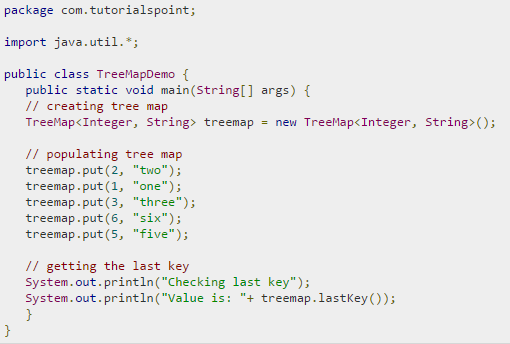 package com.tutorialspoint;
import java.util.*;
public class TreeMapDemo {
public static void main(String[] args) {
// creating tree map
TreeMap<Integer, String> treemap = new TreeMap<Integer, String>();
// populating tree map
treemap.put(2, "two");
treemap.put(1, "one");
treemap.put(3, "three");
treemap.put(6, "six");
treemap.put(5, "five");
// getting the last key
System.out.println("Checking last key");
System.out.println("Value is: "+ treemap.lastKey());
}
}